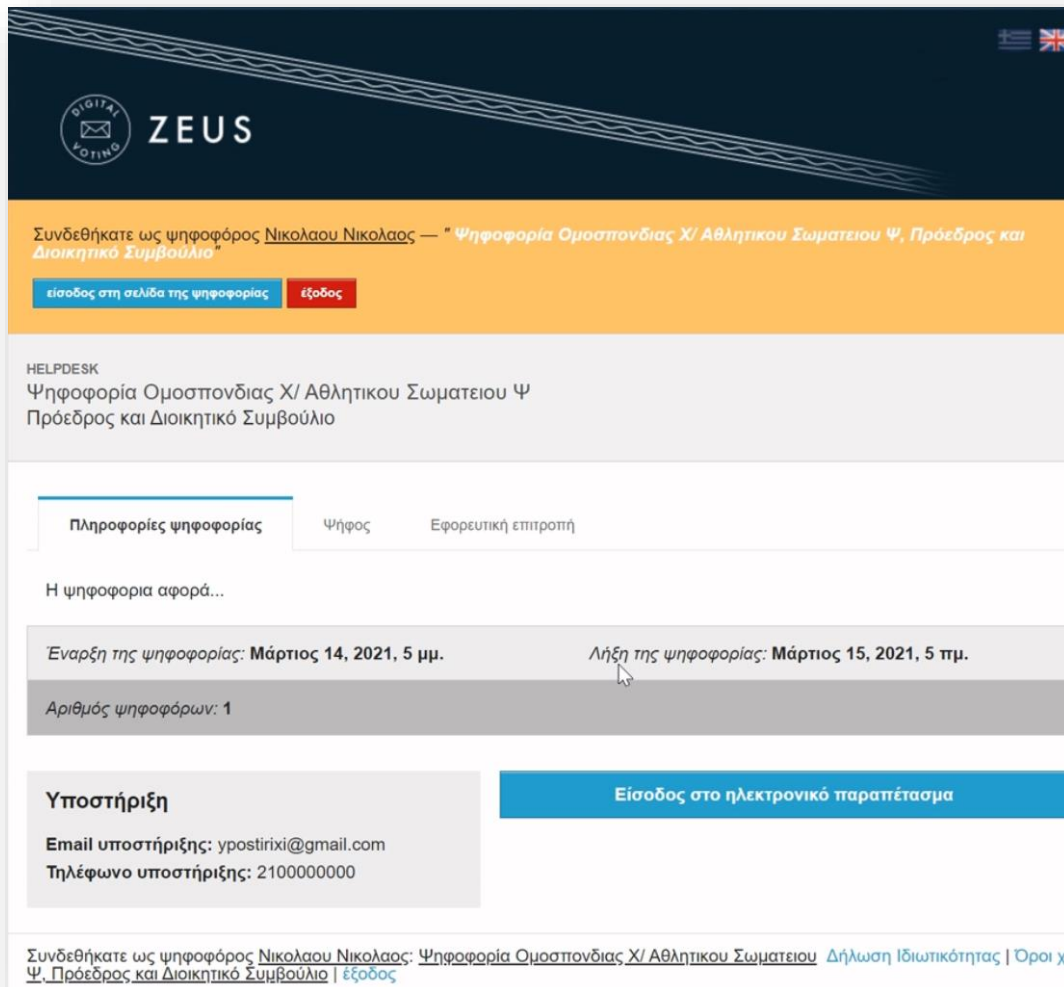 DIGITAL VOTING
ZEUS
Συνδεθήκατε ως ψηφοφόρος Νικολαου Νικολαος — " Ψηφοφορία Ομοσπονδιας Χ/ Αθλητικου Σωματειου Ψ, Πρόεδρος και
Διοικητικό Συμβούλιο"
είσοδος στη σελίδα της ψηφοφορίας έξοδος
HELPDESK
Ψηφοφορία Ομοσπονδιας Χ/ Αθλητικου Σωματειου Ψ
Πρόεδρος και Διοικητικό Συμβούλιο
Πληροφορίες ψηφοφορίας Ψήφος Εφορευτική επιτροπή
Η ψηφοφορια αφορά...
Έναρξη της ψηφοφορίας: Μάρτιος 14, 2021, 5 μμ. Λήξη της ψηφοφορίας: Μάρτιος 15, 2021, 5 πμ.
Αριθμός ψηφοφόρων: 1
Υποστήριξη
Είσοδος στο ηλεκτρονικό παραπέτασμα
Email υποστήριξης: ypostirixi@gmail.com
Τηλέφωνο υποστήριξης: 2100000000
Συνδεθήκατε ως ψηφοφόρος Νικολαου Νικολαος: Ψηφοφορία Ομοσπονδιας Χ/ Αθλητικου Σωματειου Δήλωση Ιδιωτικότητας | Όροι
Ψ, Πρόεδρος και Διοικητικό Συμβούλιο | έξοδος